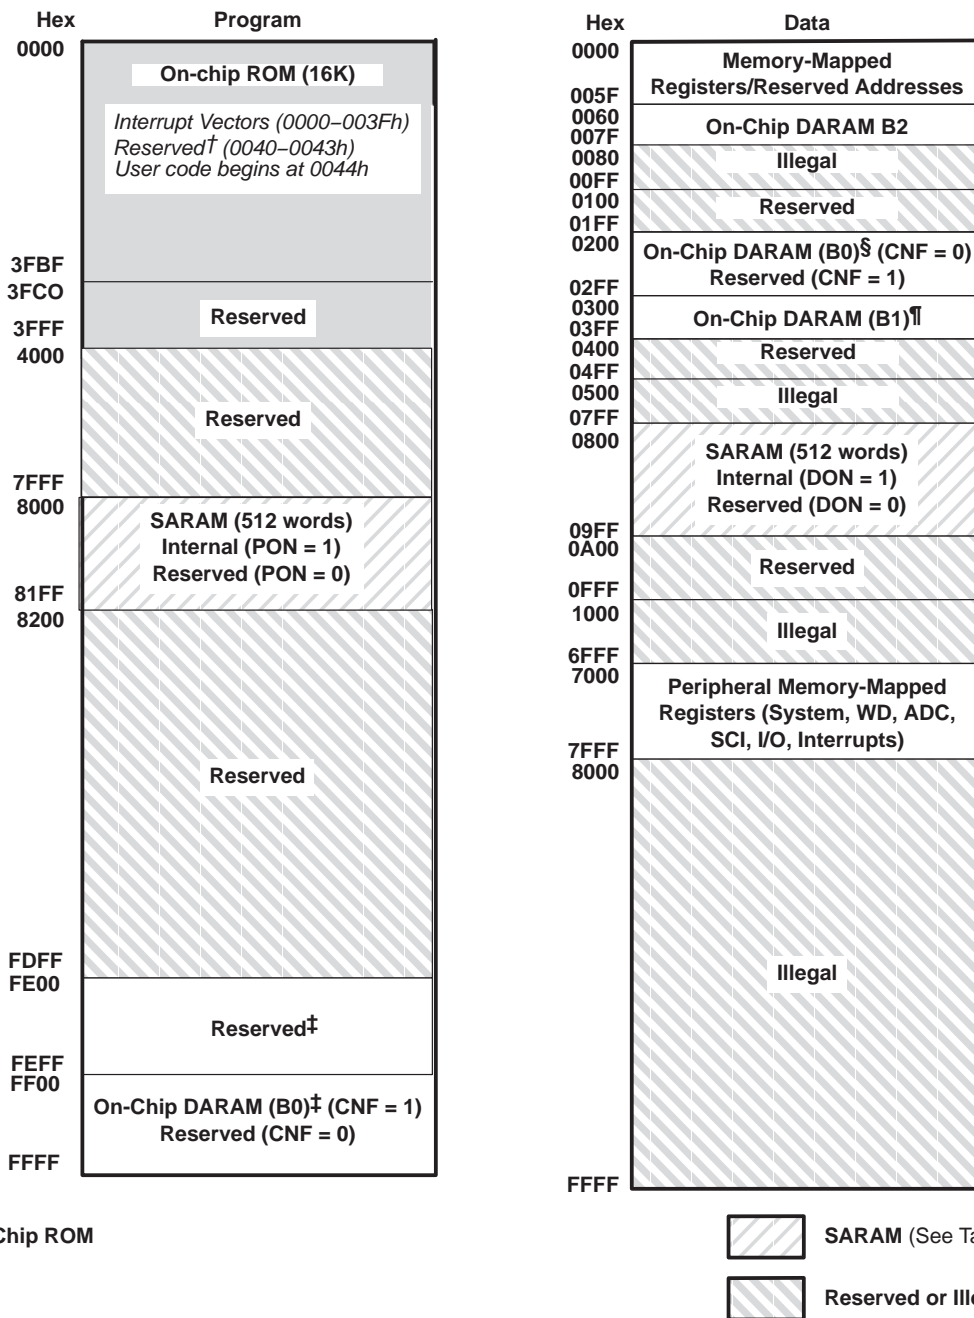 Hex Program
0000
On-chip ROM (16K)
Interrupt Vectors (0000–003Fh)
Reserved† (0040–0043h)
User code begins at 0044h
3FBF
3FCO
Reserved
3FFF
4000
Reserved
7FFF
8000
SARAM (512 words)
Internal (PON = 1)
Reserved (PON = 0)
81FF
8200
Reserved
FDFF
FE00
Reserved‡
FEFF
FF00
On-Chip DARAM (B0)‡ (CNF = 1)
Reserved (CNF = 0)
FFFF
Hex Data
0000
Memory-Mapped
Registers/Reserved Addresses
005F
0060
On-Chip DARAM B2
007F
0080
Illegal
00FF
0100
Reserved
01FF
0200
On-Chip DARAM (B0)§ (CNF = 0)
Reserved (CNF = 1)
02FF
0300
On-Chip DARAM (B1)¶
03FF
0400
Reserved
04FF
0500
Illegal
07FF
0800
SARAM (512 words)
Internal (DON = 1)
Reserved (DON = 0)
09FF
0A00
Reserved
0FFF
1000
Illegal
6FFF
7000
Peripheral Memory-Mapped
Registers (System, WD, ADC,
SCI, I/O, Interrupts)
7FFF
8000
Illegal
FFFF
Chip ROM
SARAM (See Ta
Reserved or Ille